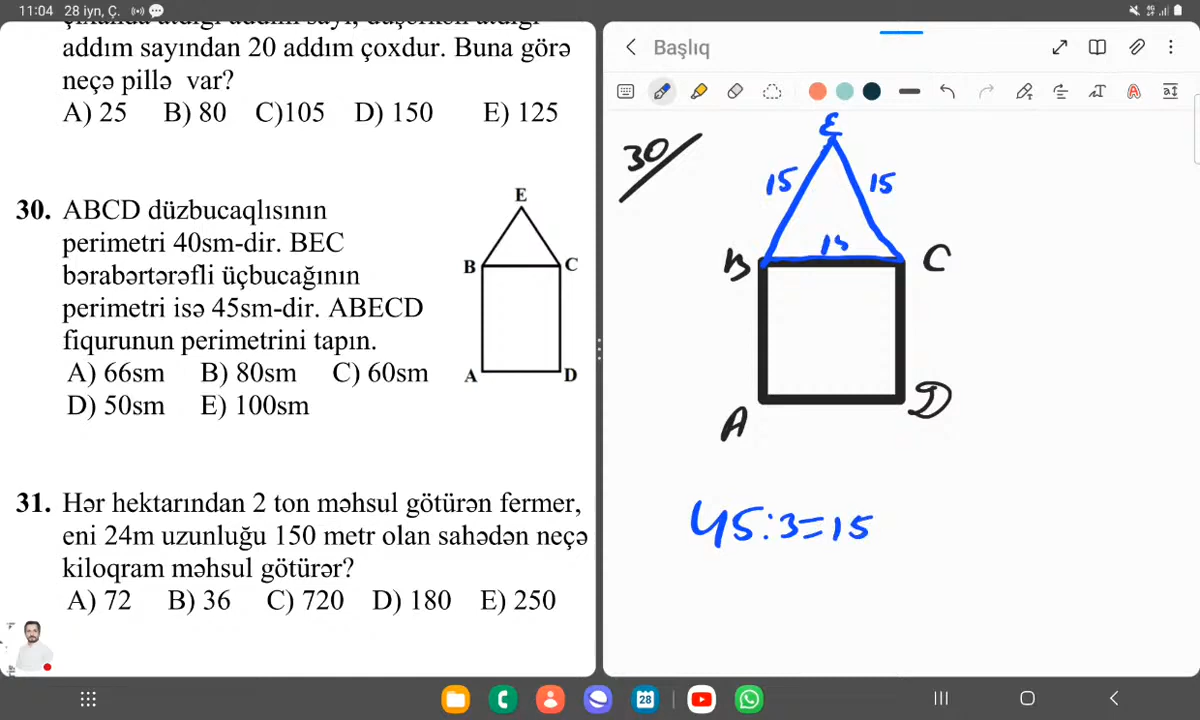 11:04 28 iyn, Ç.
addım sayından 20 addım çoxdur. Buna görə
neçə pillə var?
A) 25 B) 80 C)105 D) 150 E) 125
30. ABCD düzbucaqlısının
perimetri 40sm-dir. BEC
bərabərtərəfli üçbucağının
perimetri isə 45sm-dir. ABECD
fiqurunun perimetrini tapın.
A) 66sm B) 80sm C) 60sm
D) 50sm E) 100sm
E
B C
A D
31. Hər hektarından 2 ton məhsul götürən fermer,
eni 24m uzunluğu 150 metr olan sahədən neçə
kiloqram məhsul götürər?
A) 72 B) 36 C) 720 D) 180 E) 250
Başlıq
30
E
15 15
15
B C
A D
45:3=15
28